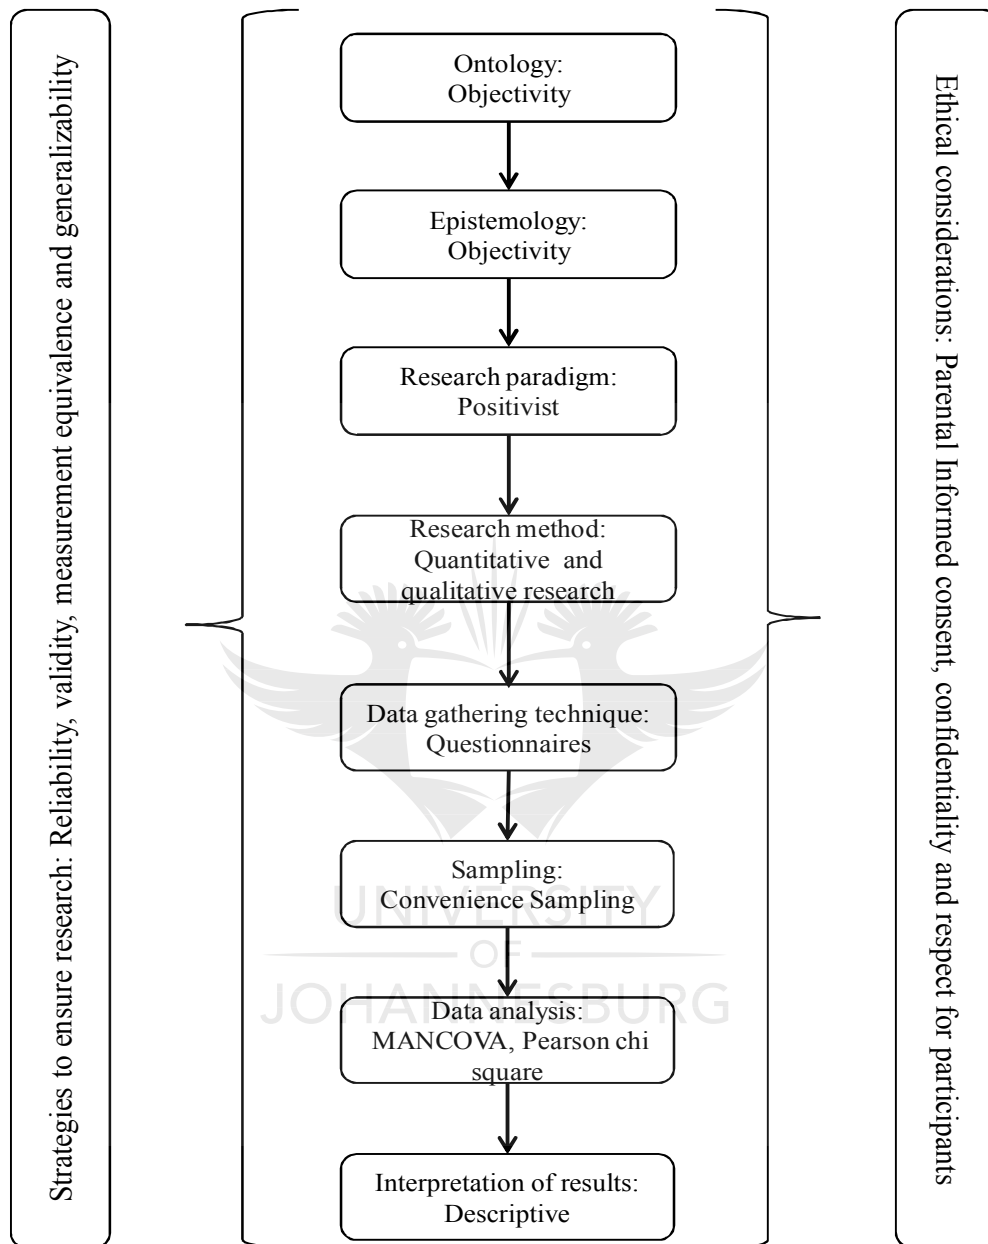 Strategies to ensure research: Reliability, validity, measurement equivalence and generalizability
Ontology:
Objectivity
Epistemology:
Objectivity
Research paradigm:
Positivist
Research method:
Quantitative and
qualitative research
Data gathering technique:
Questionnaires
Sampling:
Convenience Sampling
UNIVERSITY
OF
JOHANNESBURG
Data analysis:
MANCOVA, Pearson chi
square
Interpretation of results:
Descriptive
Ethical considerations: Parental Informed consent, confidentiality and respect for participants